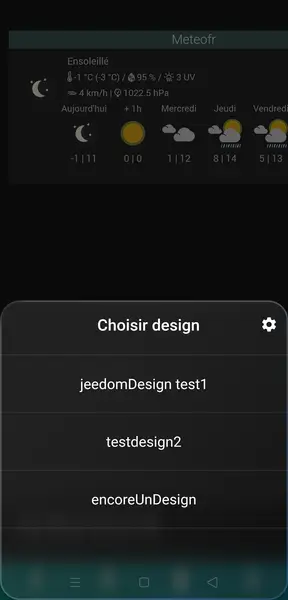 Meteofr
Ensoleillé
-1 °C (-3 °C) / 95 % / 3 UV
4 km/h | 1022.5 hPa
Aujourd'hui + 1h Mercredi Jeudi Vendredi
-1 | 11 0 | 0 1 | 12 8 | 14 5 | 13
Choisir design
jeedomDesign test1
testdesign2
encoreUnDesign